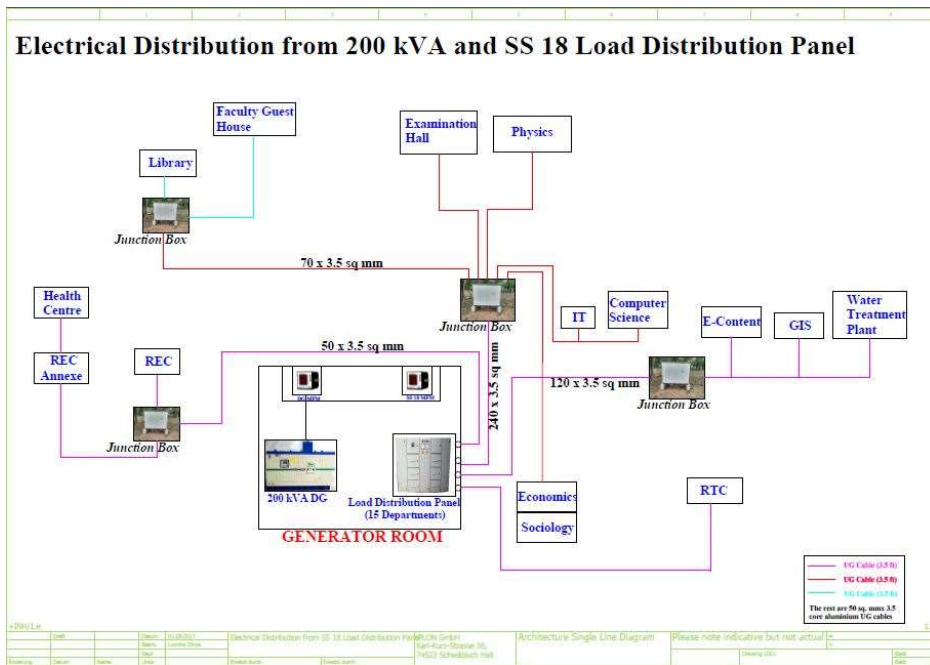 Electrical Distribution from 200 kVA and SS 18 Load Distribution Panel
Faculty Guest
House
Library
Junction Box
Examination
Hall
Physics
70 x 3.5 sq mm
Junction Box
Health
Centre
REC
Annexe
REC
Junction Box
50 x 3.5 sq mm
240 x 3.5 sq mm
IT
Computer
Science
E-Content
GIS
Water
Treatment
Plant
120 x 3.5 sq mm
Junction Box
200 kVA DG
Load Distribution Panel
(15 Departments)
GENERATOR ROOM
Economics
Sociology
RTC
UG Cable (3.5 ft)
UG Cable (3.5 ft)
UG Cable (3.5 ft)
The rest are 50 sq. mmx 3.5
core aluminium UG cables
Electrical Distribution from SS 18 Load Distribution Panel
Architecture Single Line Diagram
Please note indicative but not actual